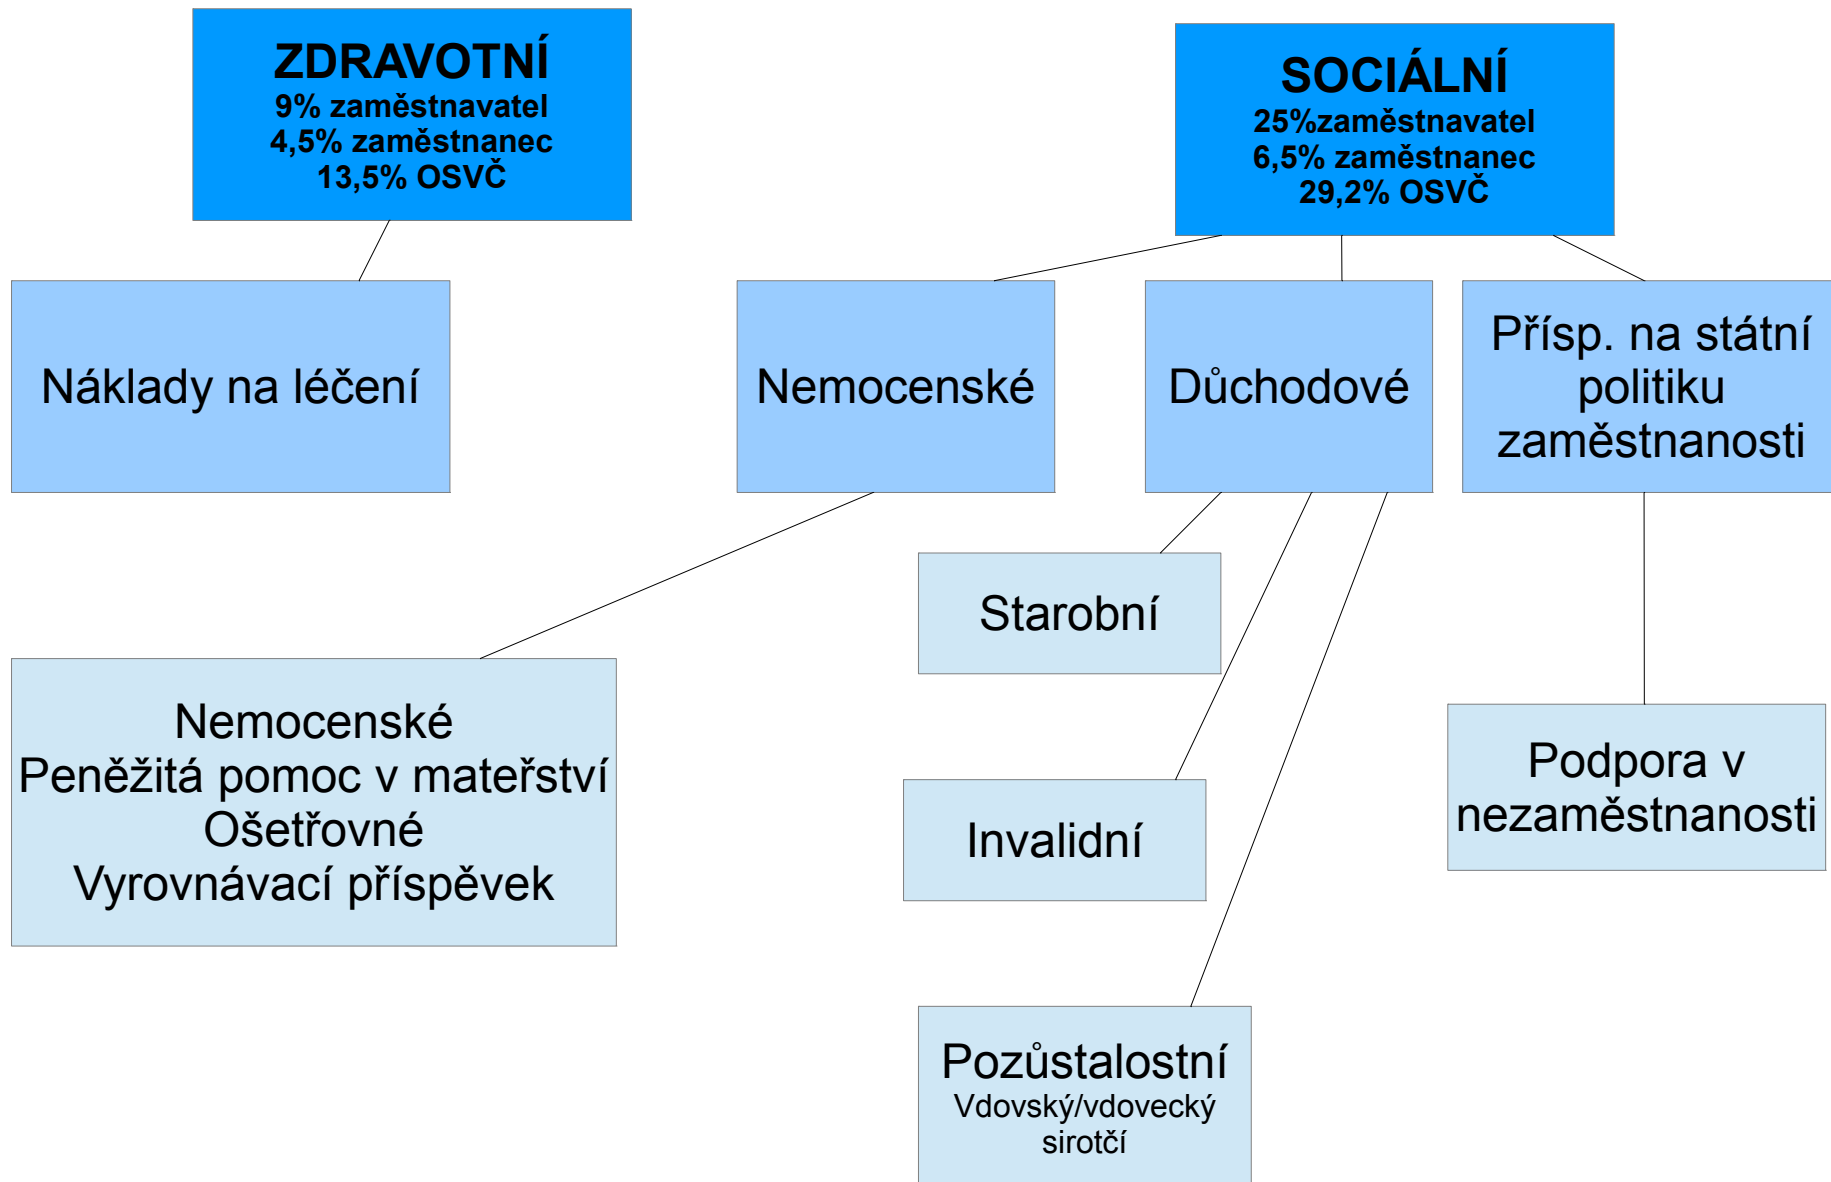 ZDRAVOTNÍ
9% zaměstnavatel
4,5% zaměstnanec
13,5% OSVČ
SOCIÁLNÍ
25%zaměstnavatel
6,5% zaměstnanec
29,2% OSVČ
Náklady na léčení
Nemocenské
Důchodové
Přísp. na státní
politiku
zaměstnanosti
Starobní
Nemocenské
Peněžitá pomoc v mateřství
Ošetřovné
Vyrovnávací příspěvek
Invalidní
Podpora v
nezaměstnanosti
Pozůstalostní
Vdovský/vdovecký
sirotčí